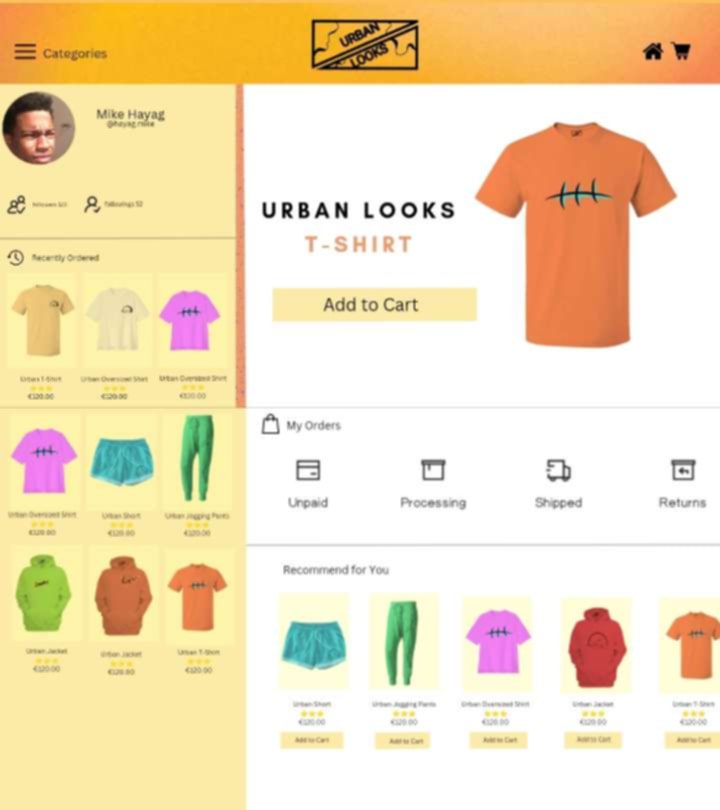 Categories
URBAN
LOOKS
Mike Hayag
@hayag.mike
Followings 52
Recently Ordered
Urban T-Shirt
€120.00
Urban Oversized Shirt
€120.00
Urban Oversized Shirt
€120.00
Urban Oversized Shirt
€120.00
Urban Short
€120.00
Urban Jogging Pants
€120.00
Urban Jacket
€120.00
Urban Jacket
€120.00
Urban T-Shirt
€120.00
URBAN LOOKS
T-SHIRT
Add to Cart
My Orders
Unpaid
Processing
Shipped
Returns
Recommend for You
Urban Short
€120.00
Add to Cart
Urban Jogging Pants
€120.00
Add to Cart
Urban Oversized Shirt
€120.00
Add to Cart
Urban Jacket
€120.00
Add to Cart
Urban T-Shirt
€120.00
Add to Cart